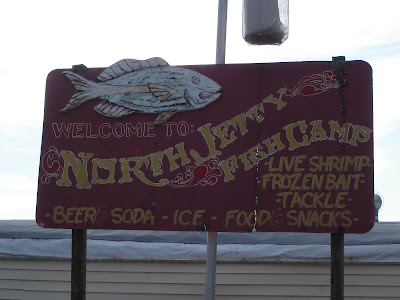 WELCOME TO:
NORTH JETTY
FISH CAMP
-LIVE SHRIMP-
-FROZEN BAIT-
-TACKLE-
-BEER & SODA - ICE - FOOD & SNACKS-